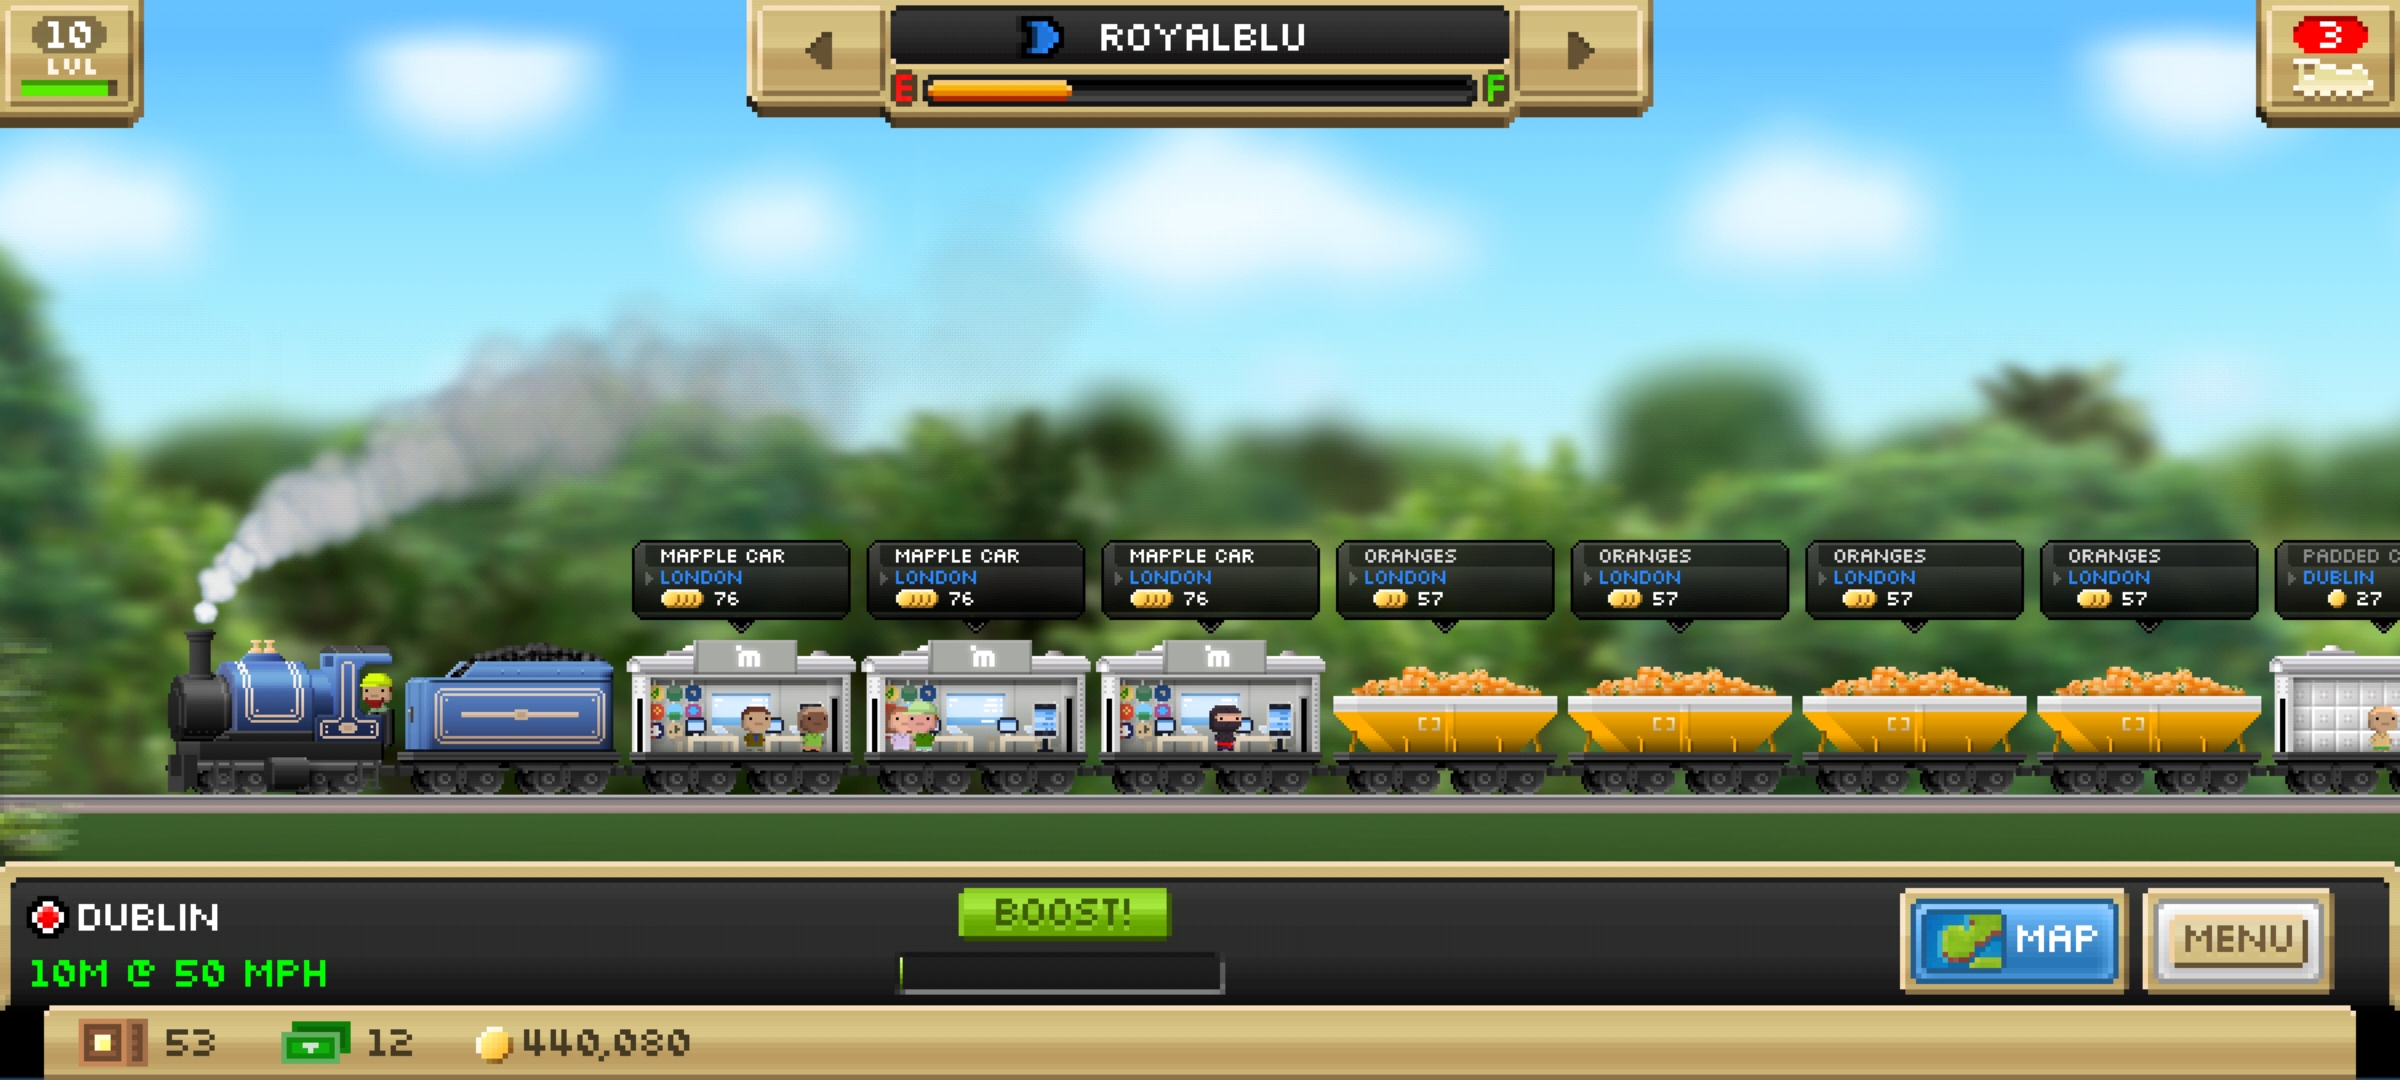 10
LVL
ROYALBLU
E
F
3
MAPPLE CAR
LONDON
76
MAPPLE CAR
LONDON
76
MAPPLE CAR
LONDON
76
ORANGES
LONDON
57
ORANGES
LONDON
57
ORANGES
LONDON
57
ORANGES
LONDON
57
PADDED
DUBLIN
27
m
m
m
DUBLIN
10M @ 50 MPH
BOOST!
MAP
MENU
53
12
440,080